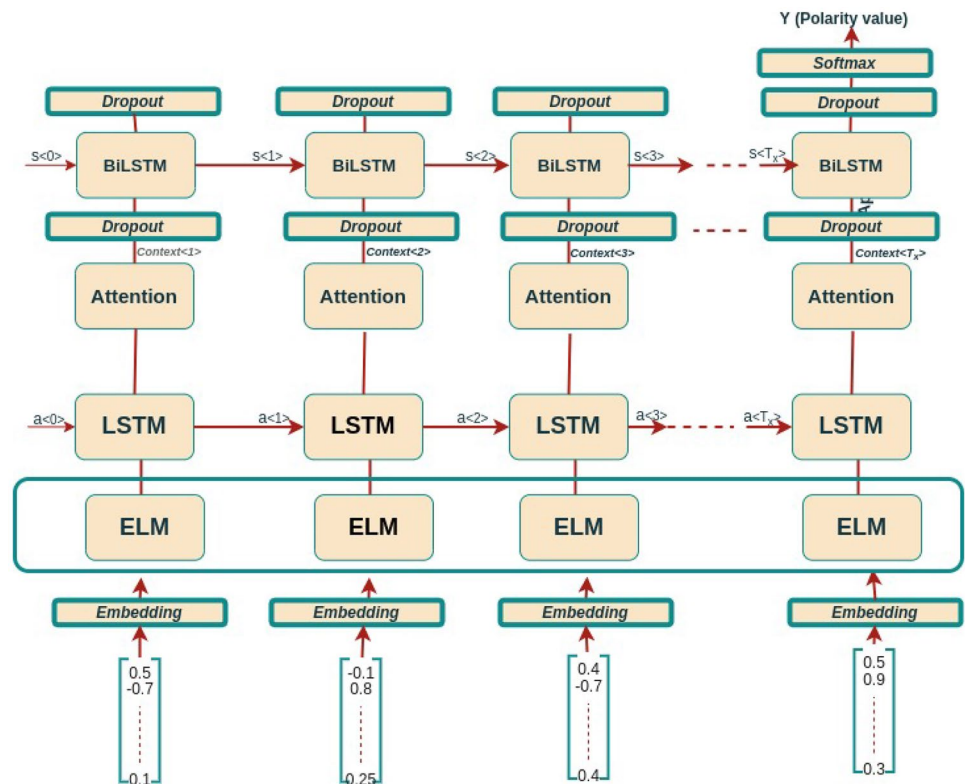 Y (Polarity value)
Softmax
Dropout Dropout Dropout Dropout
s<0> BiLSTM s<1> BiLSTM s<2> BiLSTM s<3> s<Tx> BiLSTM
Dropout Dropout Dropout Dropout
Context<1> Context<2> Context<3> Context<Tx>
Attention Attention Attention Attention
a<0> LSTM a<1> LSTM a<2> LSTM a<3> a<Tx> LSTM
ELM ELM ELM ELM
Embedding Embedding Embedding Embedding
0.5 -0.1 0.4 0.5
-0.7 0.8 -0.7 0.9
0.1 0.25 0.4 0.3